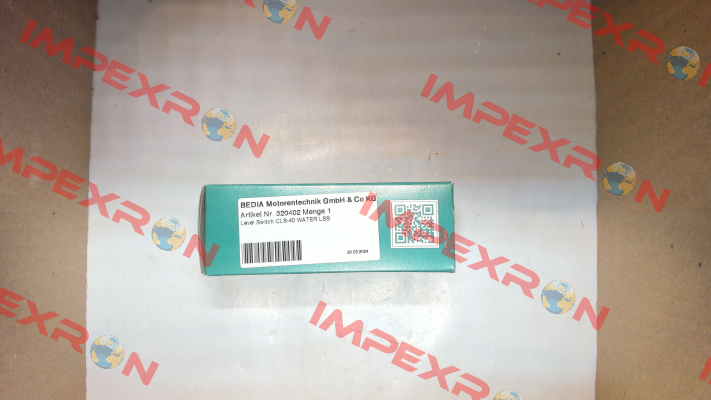 IMPEXRON
IMPEXRON
IMPEXRON
IMPEXRON
BEDIA Motorentechnik GmbH & Co KG
Artikel Nr. 320402 Menge 1
Level Switch CLS-40 WATER LSS
IMPEXRON
IMPEXRON
IMPEXRON